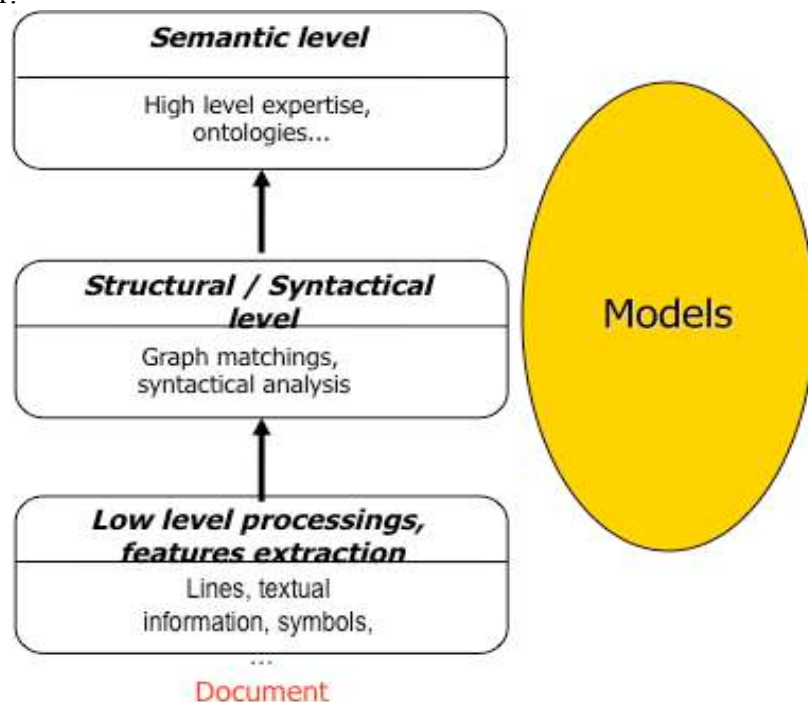 Semantic level
High level expertise,
ontologies...
Structural / Syntactical
level
Graph matchings,
syntactical analysis
Models
Low level processings,
features extraction
Lines, textual
information, symbols,
...
Document